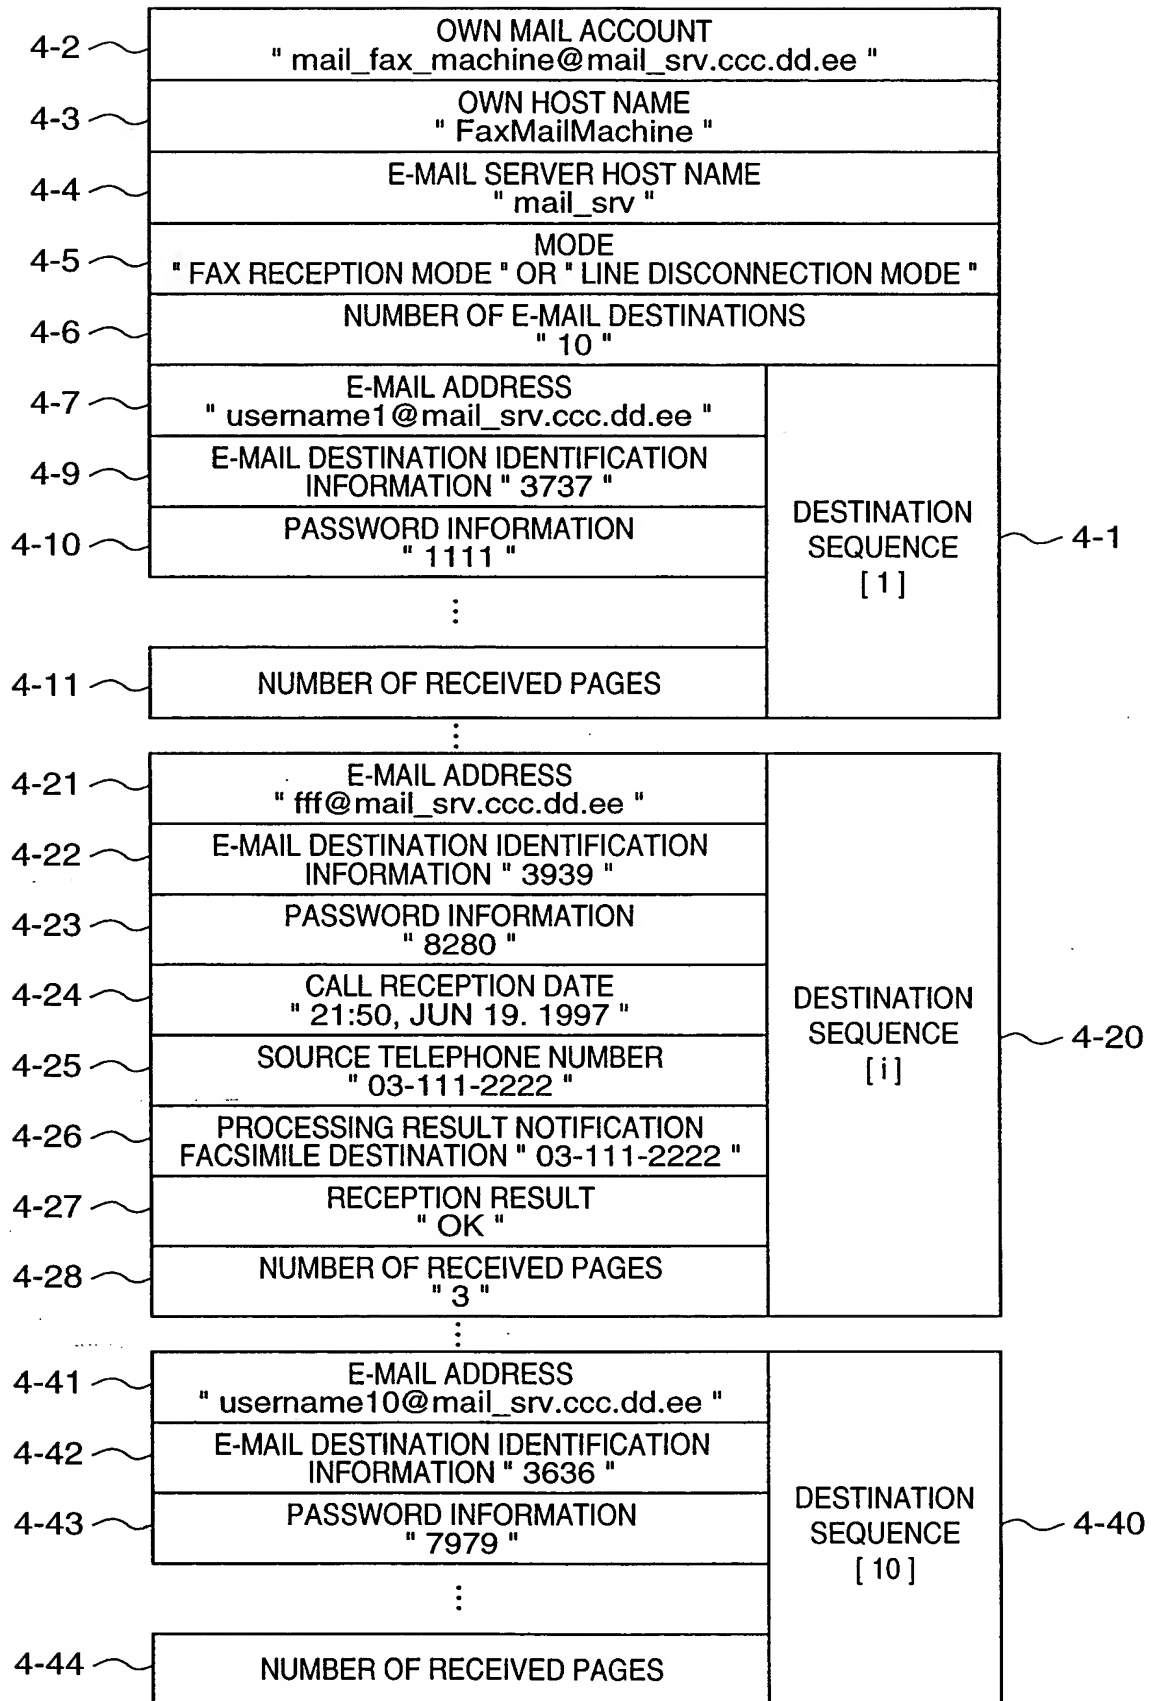 4-2
OWN MAIL ACCOUNT
" mail_fax_machine@mail_srv.ccc.dd.ee "
4-3
OWN HOST NAME
" FaxMailMachine "
4-4
E-MAIL SERVER HOST NAME
" mail_srv "
4-5
MODE
" FAX RECEPTION MODE " OR " LINE DISCONNECTION MODE "
4-6
NUMBER OF E-MAIL DESTINATIONS
" 10 "
4-7
E-MAIL ADDRESS
" username1@mail_srv.ccc.dd.ee "
4-9
E-MAIL DESTINATION IDENTIFICATION
INFORMATION " 3737 "
4-10
PASSWORD INFORMATION
" 1111 "
⋮
4-11
NUMBER OF RECEIVED PAGES
DESTINATION
SEQUENCE
[ 1 ]
4-1
⋮
4-21
E-MAIL ADDRESS
" fff@mail_srv.ccc.dd.ee "
4-22
E-MAIL DESTINATION IDENTIFICATION
INFORMATION " 3939 "
4-23
PASSWORD INFORMATION
" 8280 "
4-24
CALL RECEPTION DATE
" 21:50, JUN 19. 1997 "
4-25
SOURCE TELEPHONE NUMBER
" 03-111-2222 "
4-26
PROCESSING RESULT NOTIFICATION
FACSIMILE DESTINATION " 03-111-2222 "
4-27
RECEPTION RESULT
" OK "
4-28
NUMBER OF RECEIVED PAGES
" 3 "
DESTINATION
SEQUENCE
[ i ]
4-20
⋮
4-41
E-MAIL ADDRESS
" username10@mail_srv.ccc.dd.ee "
4-42
E-MAIL DESTINATION IDENTIFICATION
INFORMATION " 3636 "
4-43
PASSWORD INFORMATION
" 7979 "
⋮
4-44
NUMBER OF RECEIVED PAGES
DESTINATION
SEQUENCE
[ 10 ]
4-40